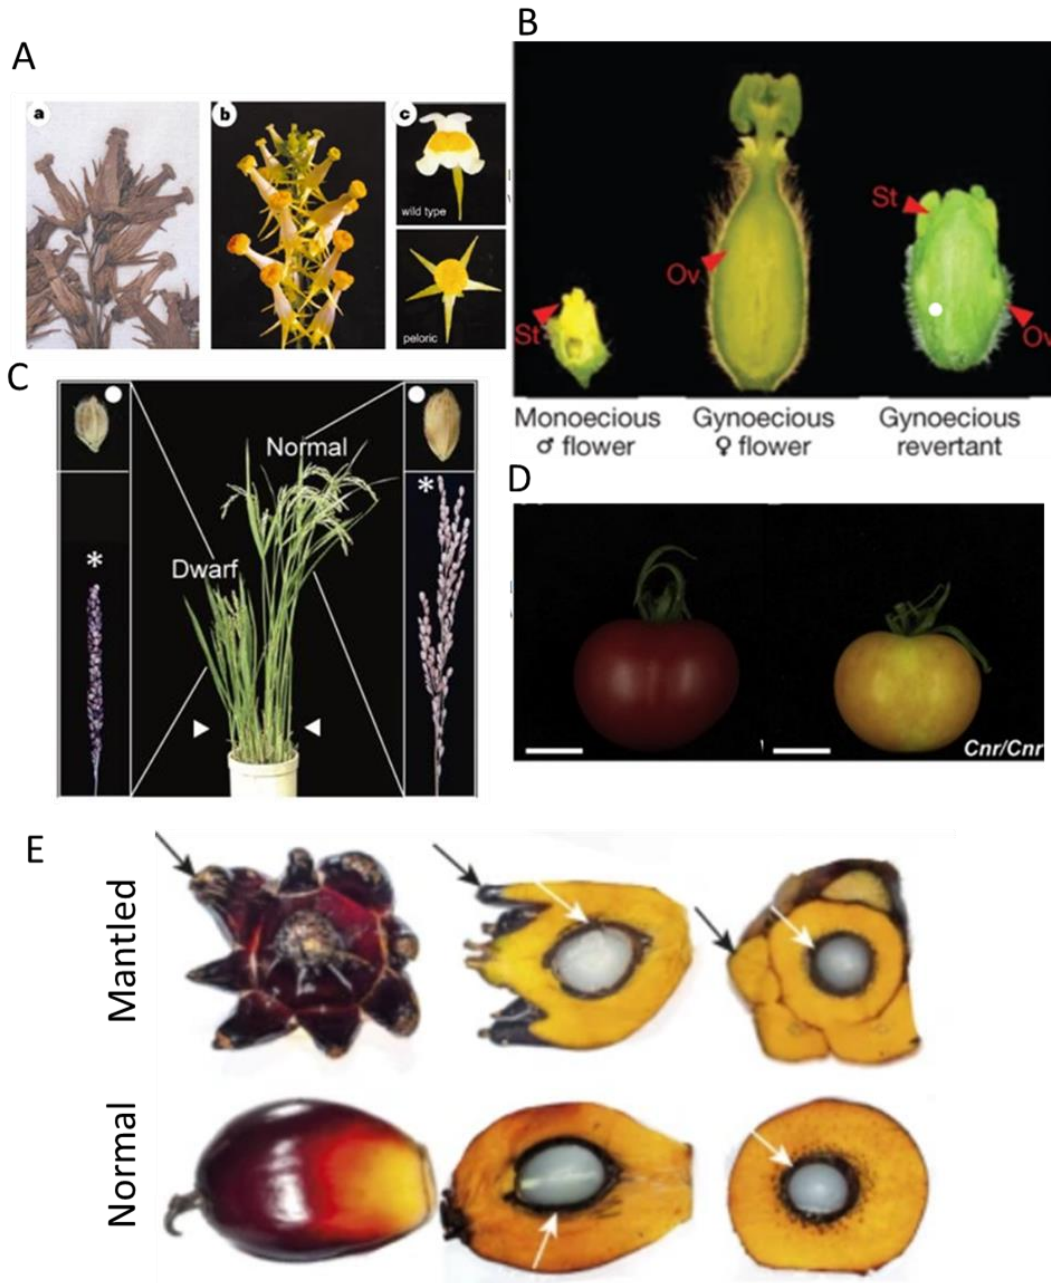 A
a
b
c
wild type
peloric
B
St
Ov
St
Ov
Monoecious
♂ flower
Gynoecious
♀ flower
Gynoecious
revertant
C
Normal
*
*
Dwarf
D
Cnr/Cnr
E
Mantled
Normal